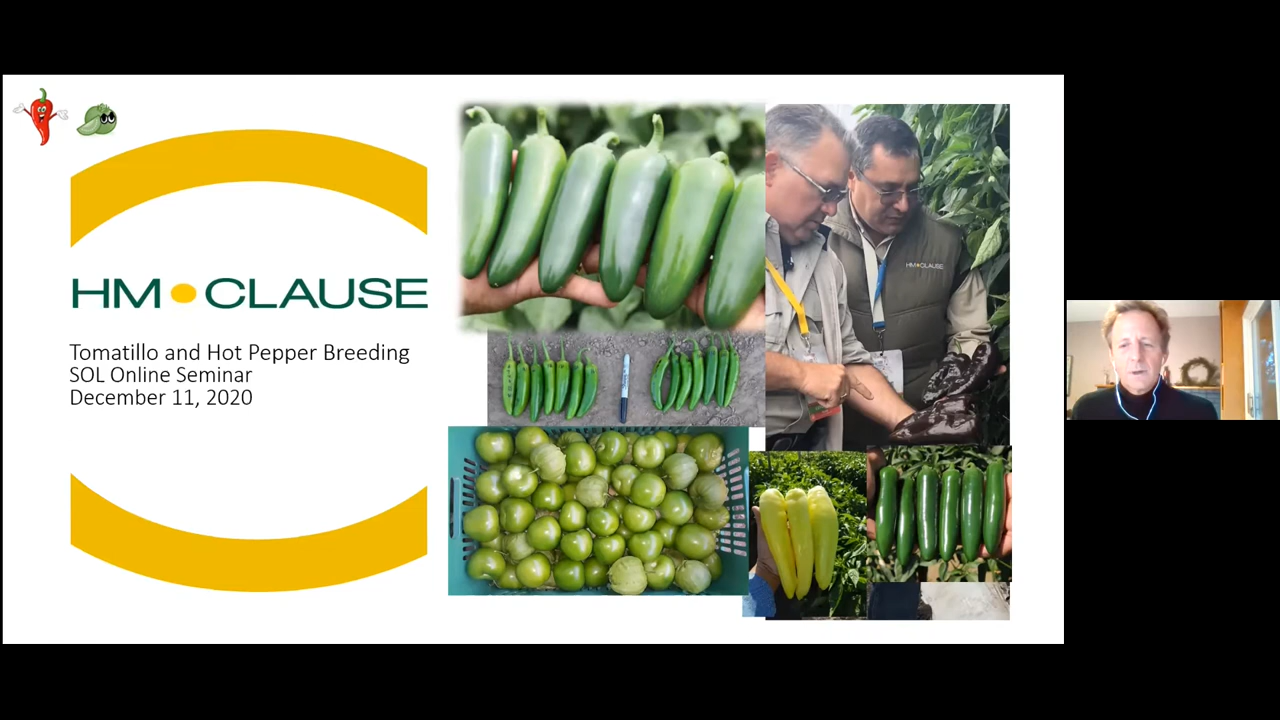 HM CLAUSE
Tomatillo and Hot Pepper Breeding
SOL Online Seminar
December 11, 2020
HM CLAUSE